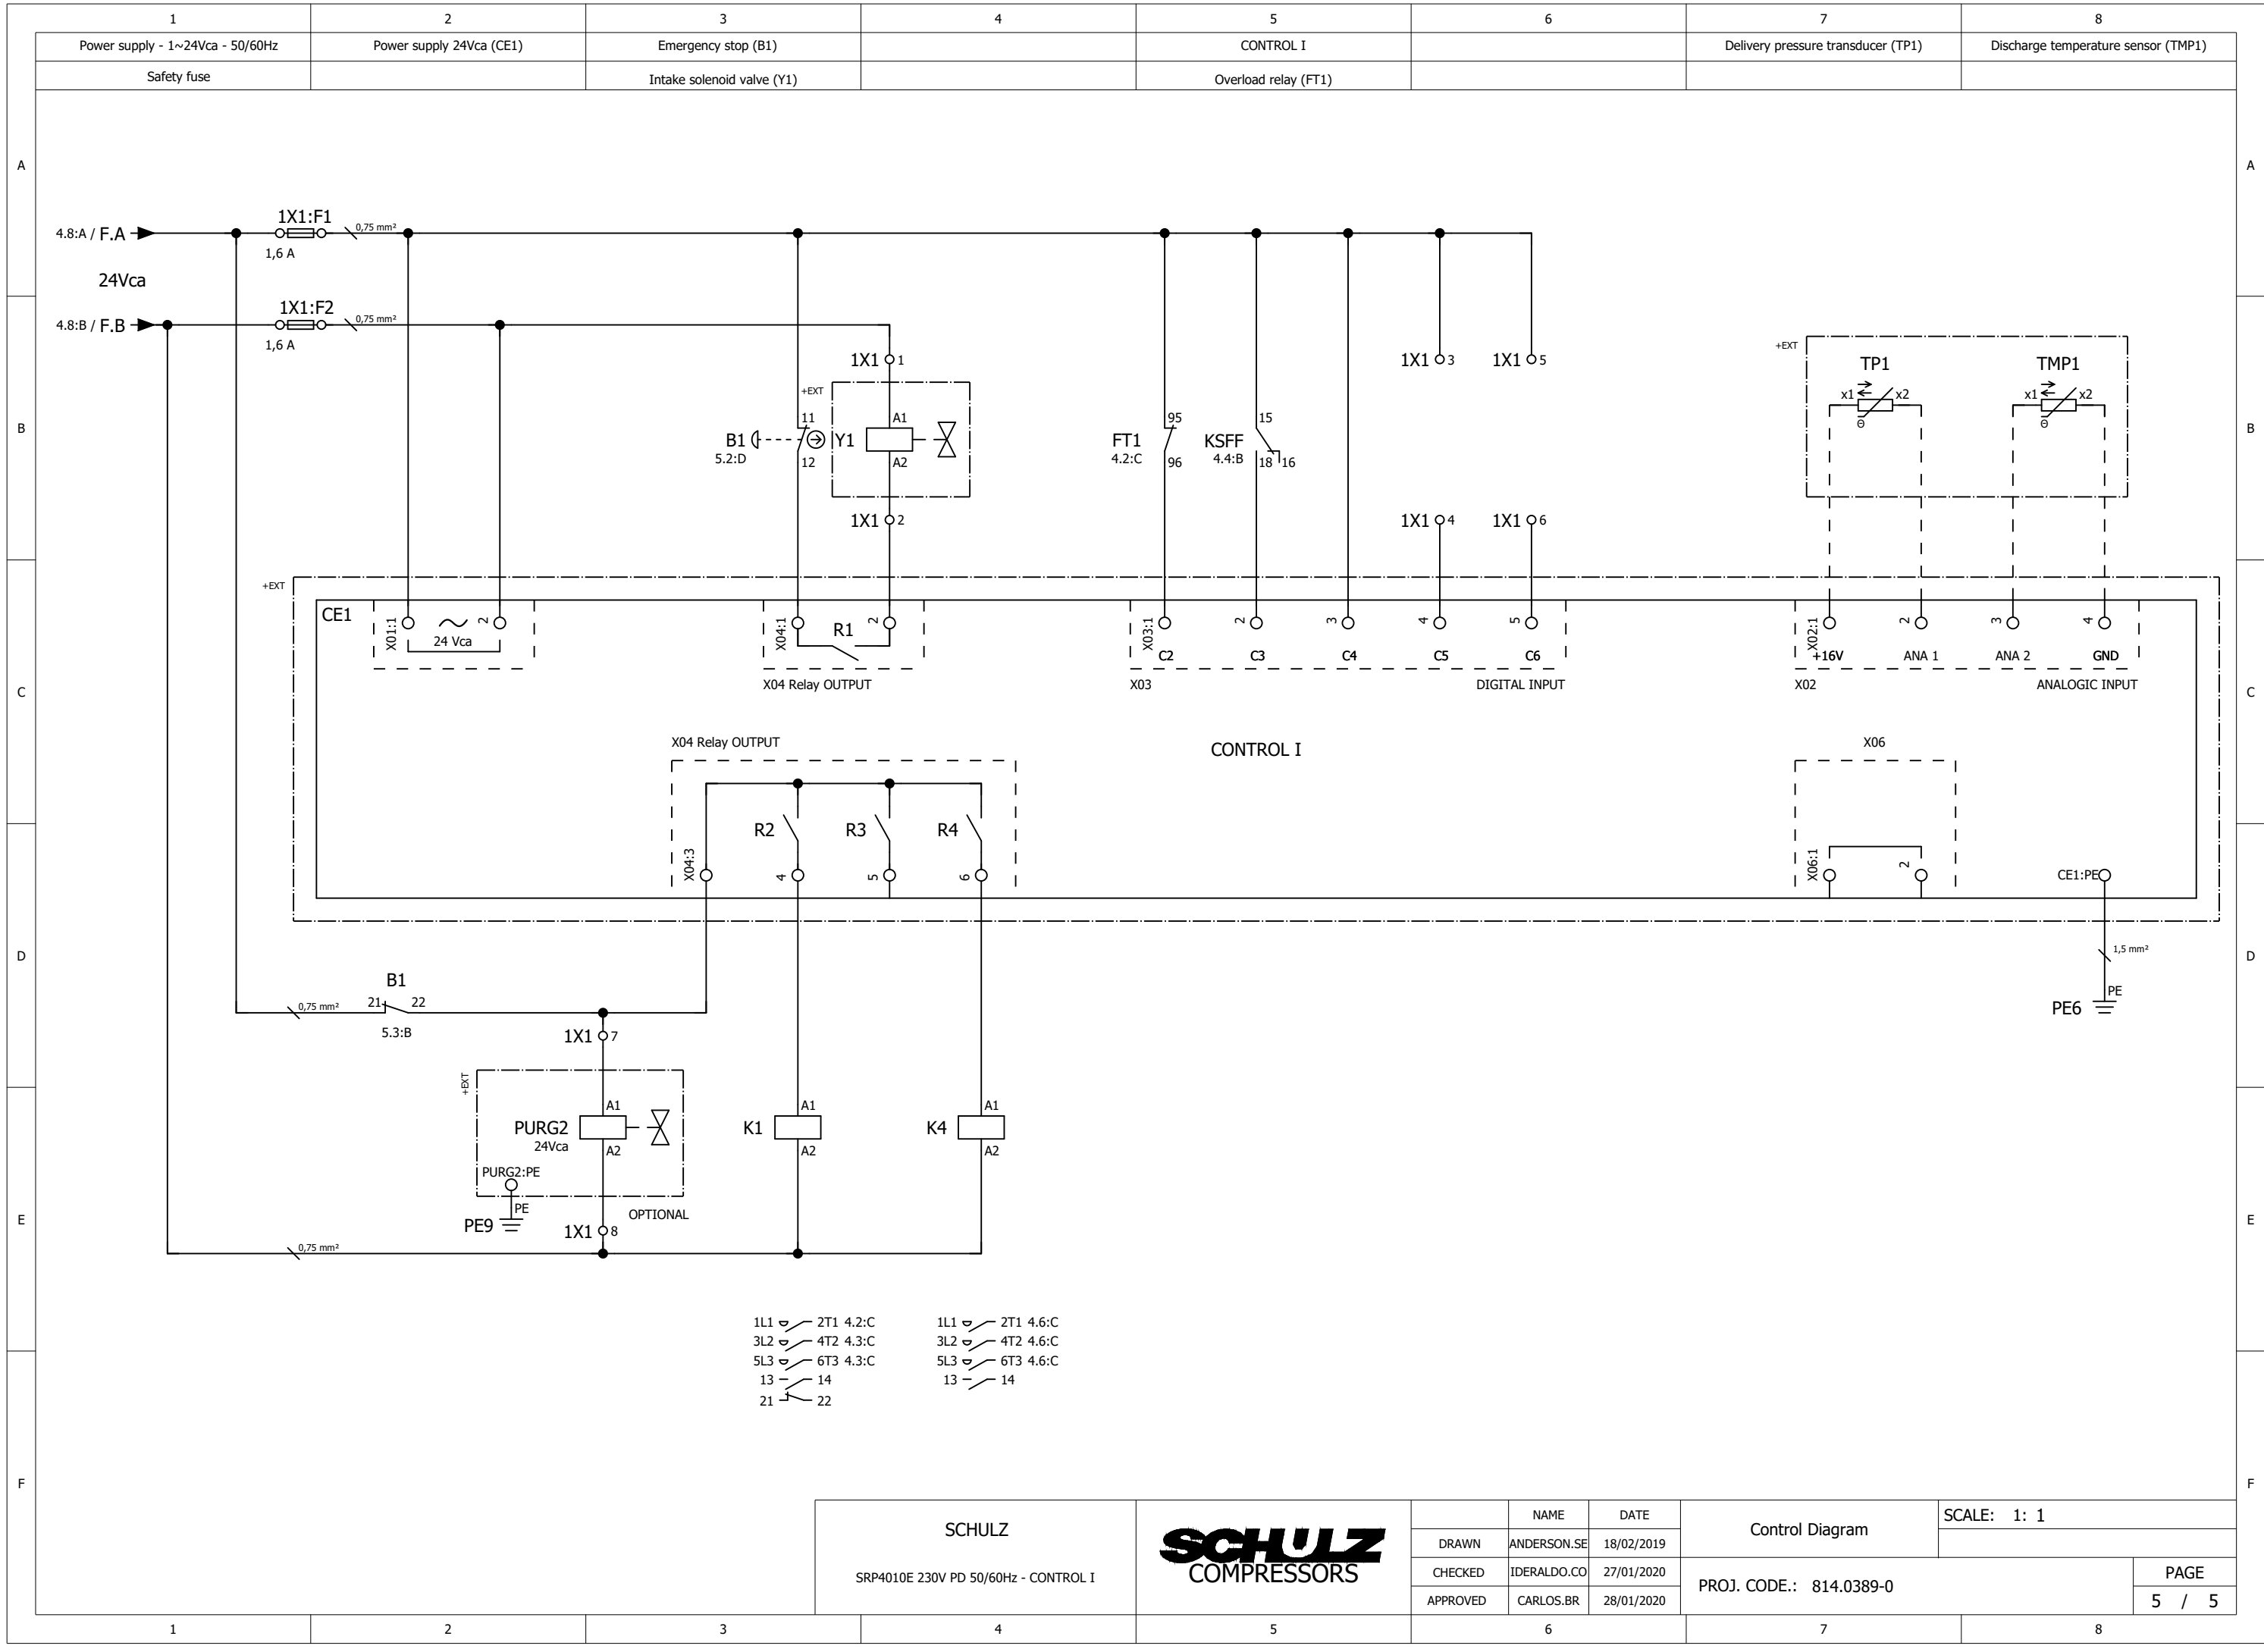 1 2 3 4 5 6 7 8
Power supply - 1~24Vca - 50/60Hz
Safety fuse
Power supply 24Vca (CE1)
Emergency stop (B1)
Intake solenoid valve (Y1)
CONTROL I
Overload relay (FT1)
Delivery pressure transducer (TP1)
Discharge temperature sensor (TMP1)
A A
4.8:A / F.A
1X1:F1
1,6 A
0,75 mm²
24Vca
4.8:B / F.B
1X1:F2
1,6 A
0,75 mm²
B B
1X1 1
+EXT
B1
5.2:D
11
12
Y1
A1
A2
1X1 2
FT1
4.2:C
95
96
KSFF
4.4:B
15
18 16
1X1 3
1X1 5
1X1 4
1X1 6
+EXT
TP1
x1 x2
Θ
TMP1
x1 x2
Θ
C C
+EXT
CE1
X01:1 2
24 Vca
X04:1 2
R1
X04 Relay OUTPUT
X03:1 2 3 4 5
C2 C3 C4 C5 C6
X03 DIGITAL INPUT
X02:1 2 3 4
+16V ANA 1 ANA 2 GND
X02 ANALOGIC INPUT
X04 Relay OUTPUT
R2 R3 R4
X04:3 4 5 6
CONTROL I
X06
X06:1 2
CE1:PE
D D
1,5 mm²
PE
PE6
B1
0,75 mm²
21 22
5.3:B
1X1 7
+EXT
PURG2
24Vca
A1
A2
PURG2:PE
PE
PE9
OPTIONAL
1X1 8
K1
A1
A2
K4
A1
A2
E E
0,75 mm²
1L1 2T1 4.2:C
3L2 4T2 4.3:C
5L3 6T3 4.3:C
13 14
21 22
1L1 2T1 4.6:C
3L2 4T2 4.6:C
5L3 6T3 4.6:C
13 14
F F
SCHULZ
SRP4010E 230V PD 50/60Hz - CONTROL I
SCHULZ
COMPRESSORS
NAME DATE
DRAWN ANDERSON.SE 18/02/2019
CHECKED IDERALDO.CO 27/01/2020
APPROVED CARLOS.BR 28/01/2020
Control Diagram
PROJ. CODE.: 814.0389-0
SCALE: 1: 1
PAGE
5 / 5
1 2 3 4 5 6 7 8